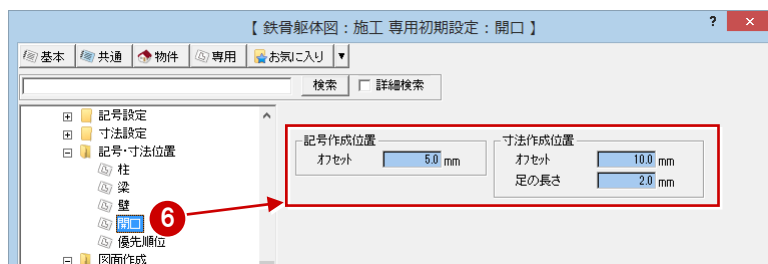 【 鉄骨躯体図：施工 専用初期設定：開口 】 ? ×
基本 共通 物件 専用 お気に入り ▼
検索 詳細検索
記号設定
寸法設定
記号・寸法位置
柱
梁
壁
開口
優先順位
図面作成
6
記号作成位置
オフセット 5.0 mm
寸法作成位置
オフセット 10.0 mm
足の長さ 2.0 mm